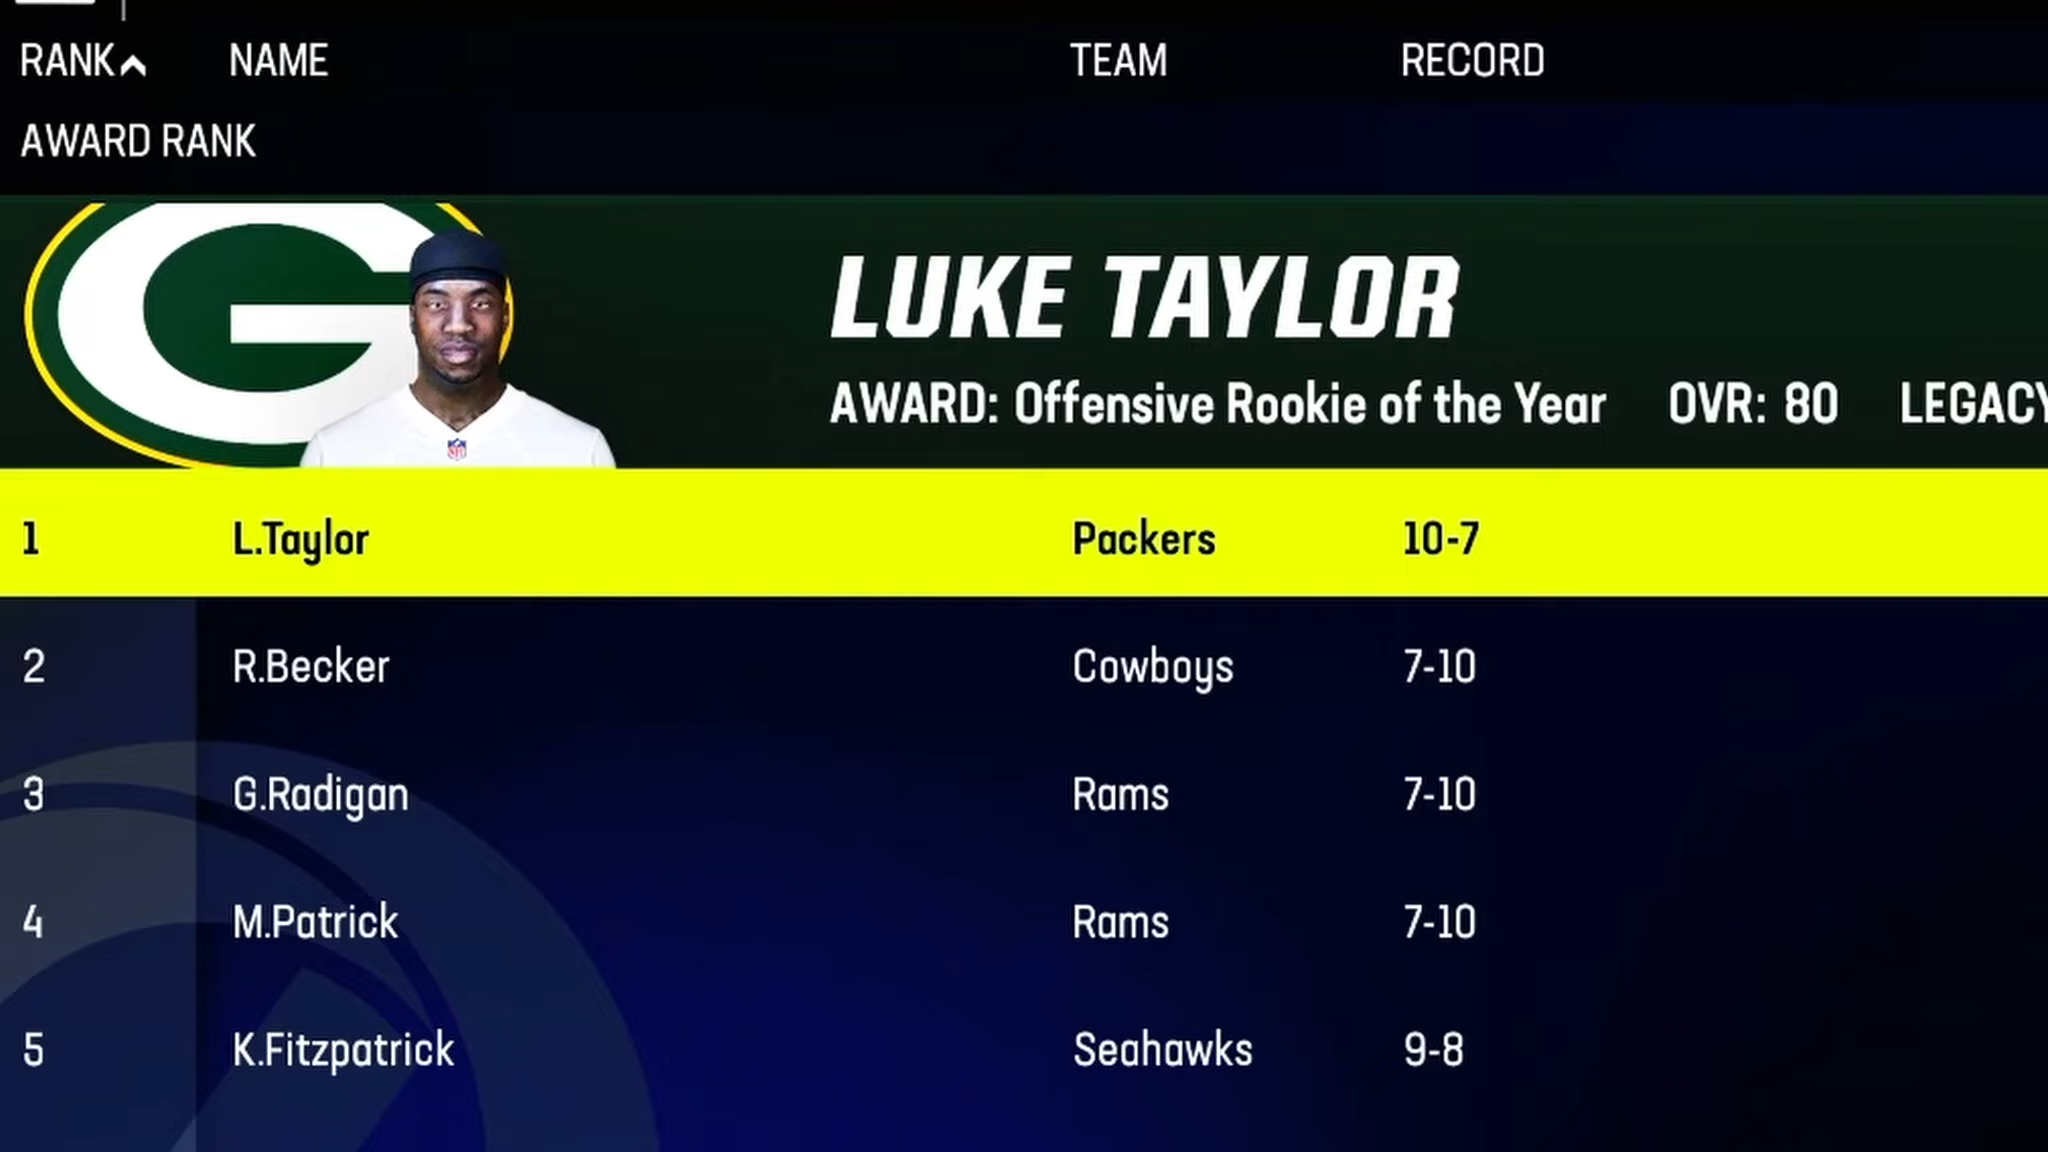 RANK NAME TEAM RECORD
AWARD RANK
G
LUKE TAYLOR
AWARD: Offensive Rookie of the Year OVR: 80 LEGACY
NFL
1 L.Taylor Packers 10-7
2 R.Becker Cowboys 7-10
3 G.Radigan Rams 7-10
4 M.Patrick Rams 7-10
5 K.Fitzpatrick Seahawks 9-8